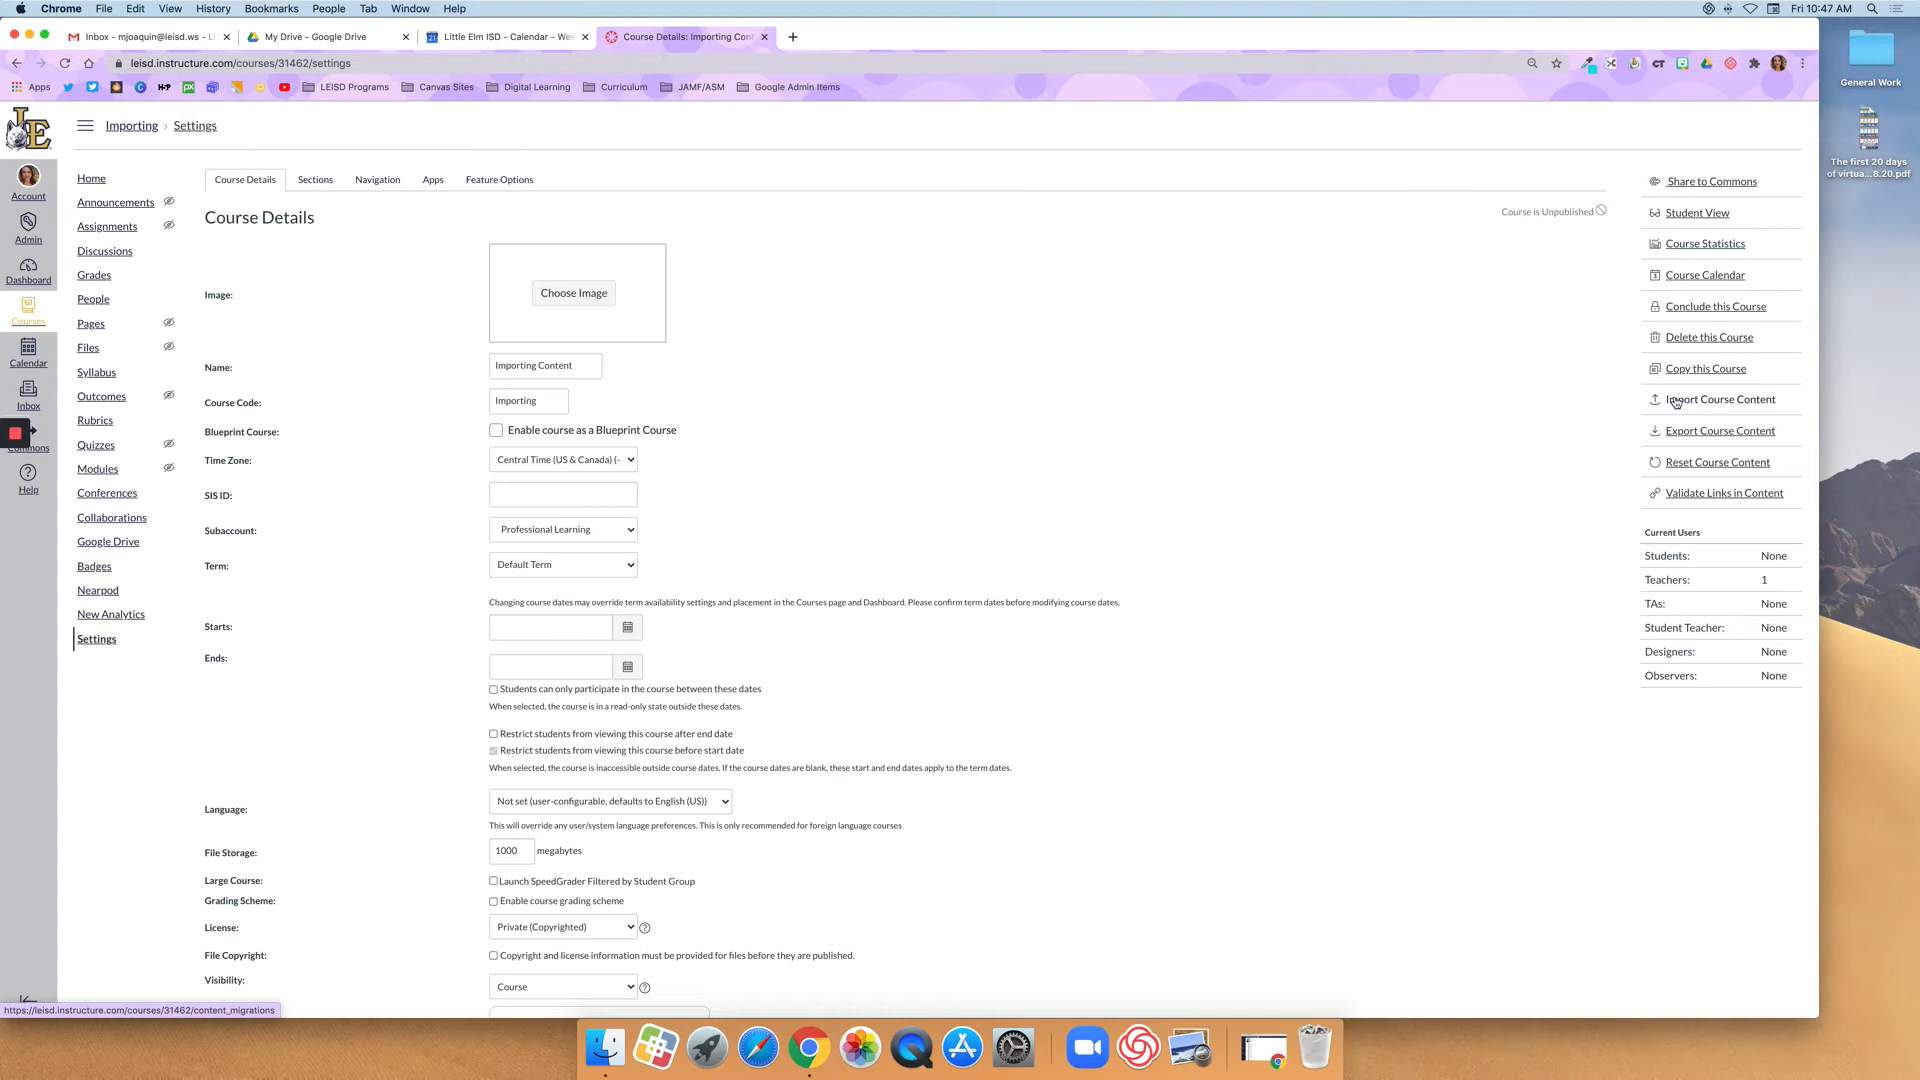 Chrome File Edit View History Bookmarks People Tab Window Help
Fri 10:47 AM
Inbox - mjoaquin@leisd.ws - L
My Drive - Google Drive
Little Elm ISD - Calendar - Wee
Course Details: Importing Cont
leisd.instructure.com/courses/31462/settings
Apps
LEISD Programs
Canvas Sites
Digital Learning
Curriculum
JAMF/ASM
Google Admin Items
General Work
The first 20 days
of virtua...8.20.pdf
LE
Importing › Settings
Account
Admin
Dashboard
Courses
Calendar
Inbox
Commons
Help
Home
Announcements
Assignments
Discussions
Grades
People
Pages
Files
Syllabus
Outcomes
Rubrics
Quizzes
Modules
Conferences
Collaborations
Google Drive
Badges
Nearpod
New Analytics
Settings
Course Details Sections Navigation Apps Feature Options
Course Details
Course is Unpublished
Image:
Choose Image
Name: Importing Content
Course Code: Importing
Blueprint Course: Enable course as a Blueprint Course
Time Zone: Central Time (US & Canada) (-
SIS ID:
Subaccount: Professional Learning
Term: Default Term
Changing course dates may override term availability settings and placement in the Courses page and Dashboard. Please confirm term dates before modifying course dates.
Starts:
Ends:
Students can only participate in the course between these dates
When selected, the course is in a read-only state outside these dates.
Restrict students from viewing this course after end date
Restrict students from viewing this course before start date
When selected, the course is inaccessible outside course dates. If the course dates are blank, these start and end dates apply to the term dates.
Language: Not set (user-configurable, defaults to English (US))
This will override any user/system language preferences. This is only recommended for foreign language courses
File Storage: 1000 megabytes
Large Course: Launch SpeedGrader Filtered by Student Group
Grading Scheme: Enable course grading scheme
License: Private (Copyrighted)
File Copyright: Copyright and license information must be provided for files before they are published.
Visibility: Course
Share to Commons
Student View
Course Statistics
Course Calendar
Conclude this Course
Delete this Course
Copy this Course
Import Course Content
Export Course Content
Reset Course Content
Validate Links in Content
Current Users
Students: None
Teachers: 1
TAs: None
Student Teacher: None
Designers: None
Observers: None
https://leisd.instructure.com/courses/31462/content_migrations